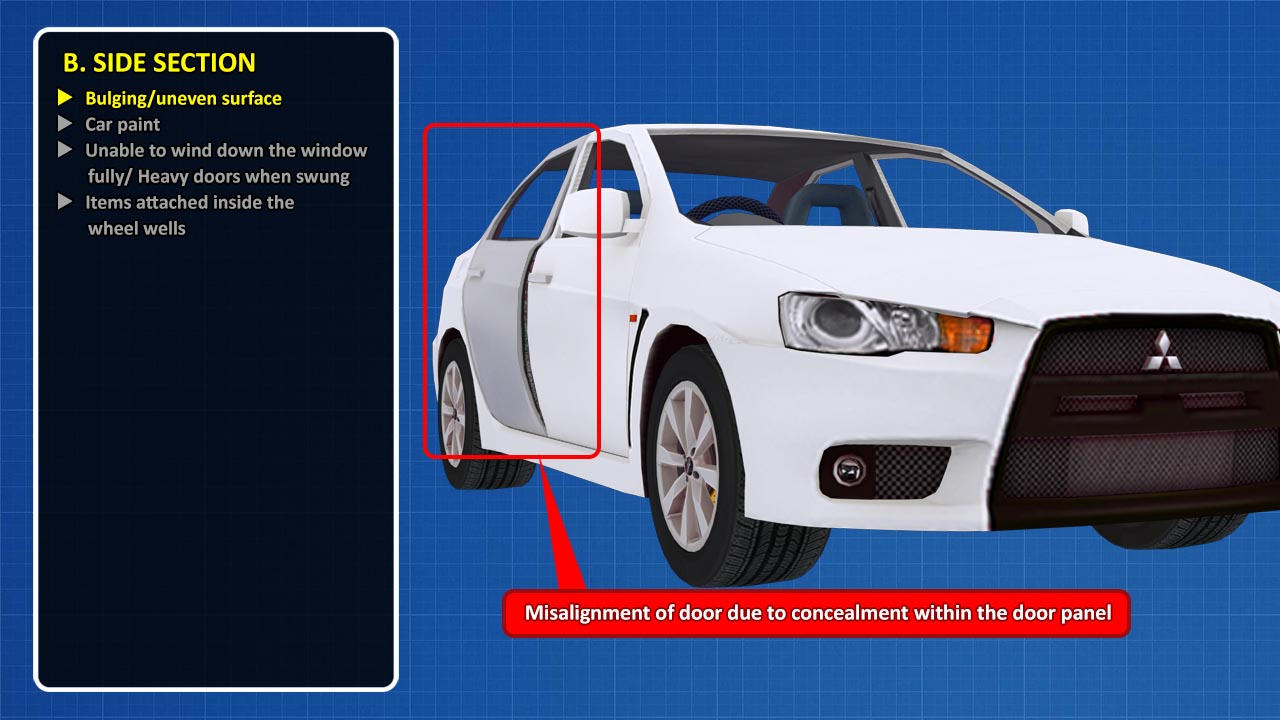 B. SIDE SECTION
Bulging/uneven surface
Car paint
Unable to wind down the window
fully/ Heavy doors when swung
Items attached inside the
wheel wells
Misalignment of door due to concealment within the door panel